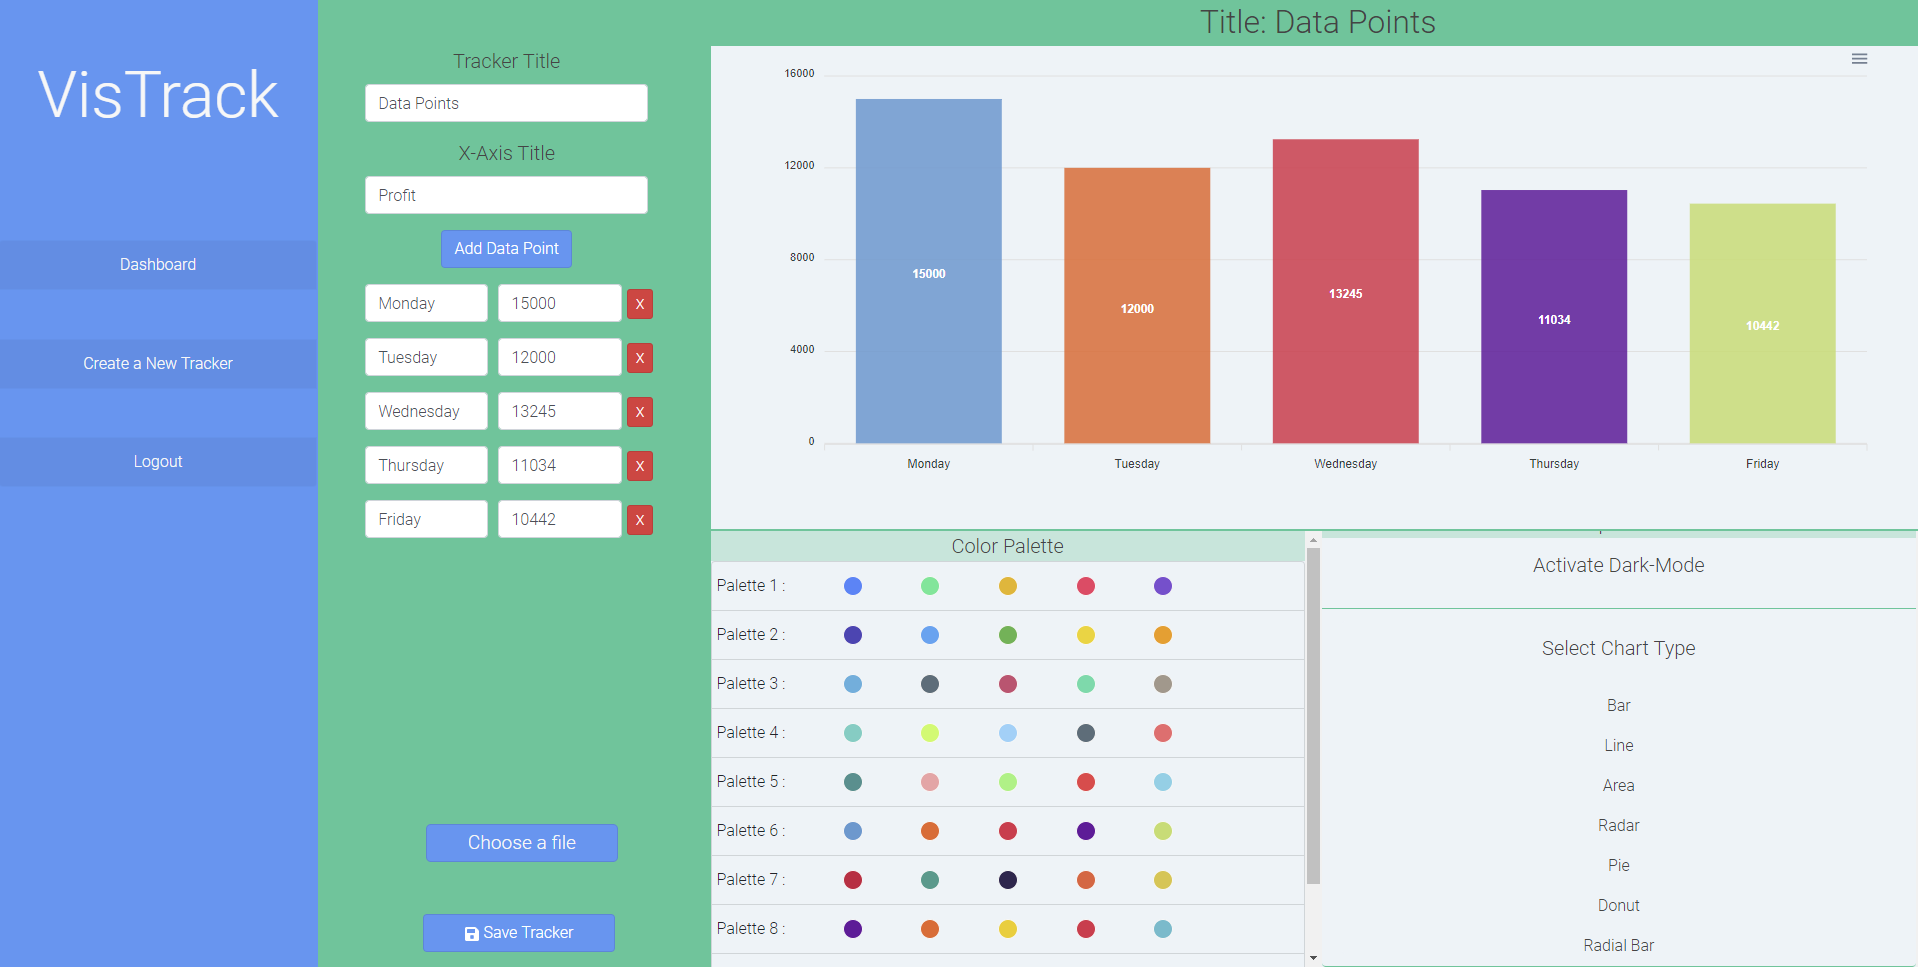 VisTrack
Dashboard
Create a New Tracker
Logout
Tracker Title
Data Points
X-Axis Title
Profit
Add Data Point
Monday 15000 X
Tuesday 12000 X
Wednesday 13245 X
Thursday 11034 X
Friday 10442 X
Choose a file
Save Tracker
Title: Data Points
16000
12000
8000
4000
0
15000
12000
13245
11034
10442
Monday Tuesday Wednesday Thursday Friday
Color Palette
Palette 1 :
Palette 2 :
Palette 3 :
Palette 4 :
Palette 5 :
Palette 6 :
Palette 7 :
Palette 8 :
Activate Dark-Mode
Select Chart Type
Bar
Line
Area
Radar
Pie
Donut
Radial Bar